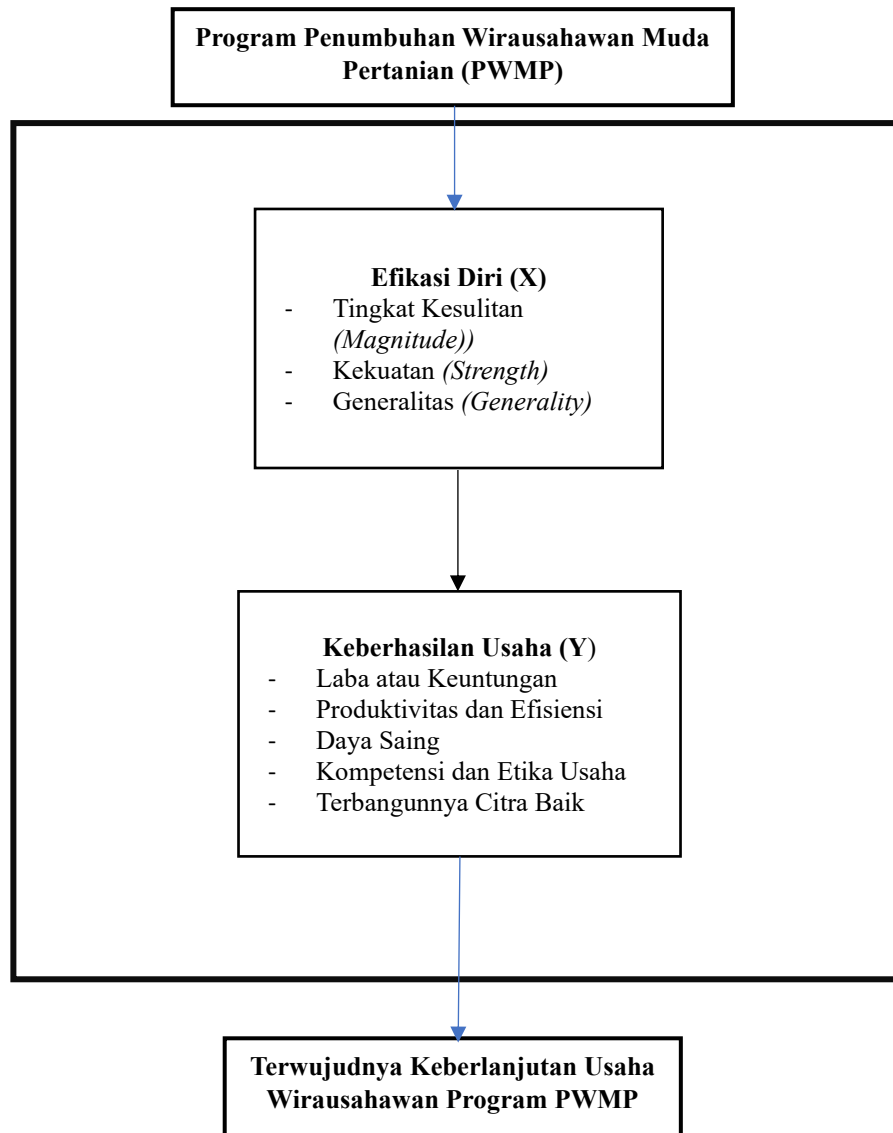 Program Penumbuhan Wirausahawan Muda
Pertanian (PWMP)
Efikasi Diri (X)
- Tingkat Kesulitan
(Magnitude))
- Kekuatan (Strength)
- Generalitas (Generality)
Keberhasilan Usaha (Y)
- Laba atau Keuntungan
- Produktivitas dan Efisiensi
- Daya Saing
- Kompetensi dan Etika Usaha
- Terbangunnya Citra Baik
Terwujudnya Keberlanjutan Usaha
Wirausahawan Program PWMP